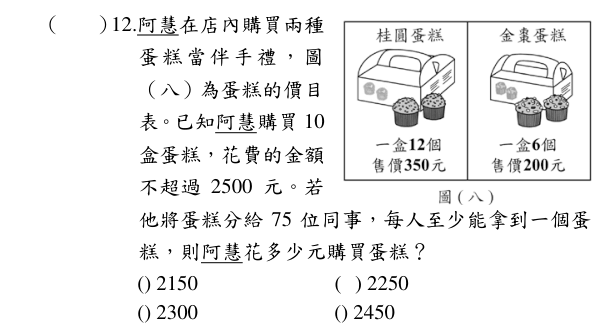 (　　)12.阿慧在店內購買兩種
蛋糕當伴手禮，圖
（八）為蛋糕的價目
表。已知阿慧購買 10
盒蛋糕，花費的金額
不超過 2500 元。若
他將蛋糕分給 75 位同事，每人至少能拿到一個蛋
糕，則阿慧花多少元購買蛋糕？
桂圓蛋糕
一盒12個
售價350元
金棗蛋糕
一盒6個
售價200元
圖(八)
() 2150 ( ) 2250
() 2300 () 2450